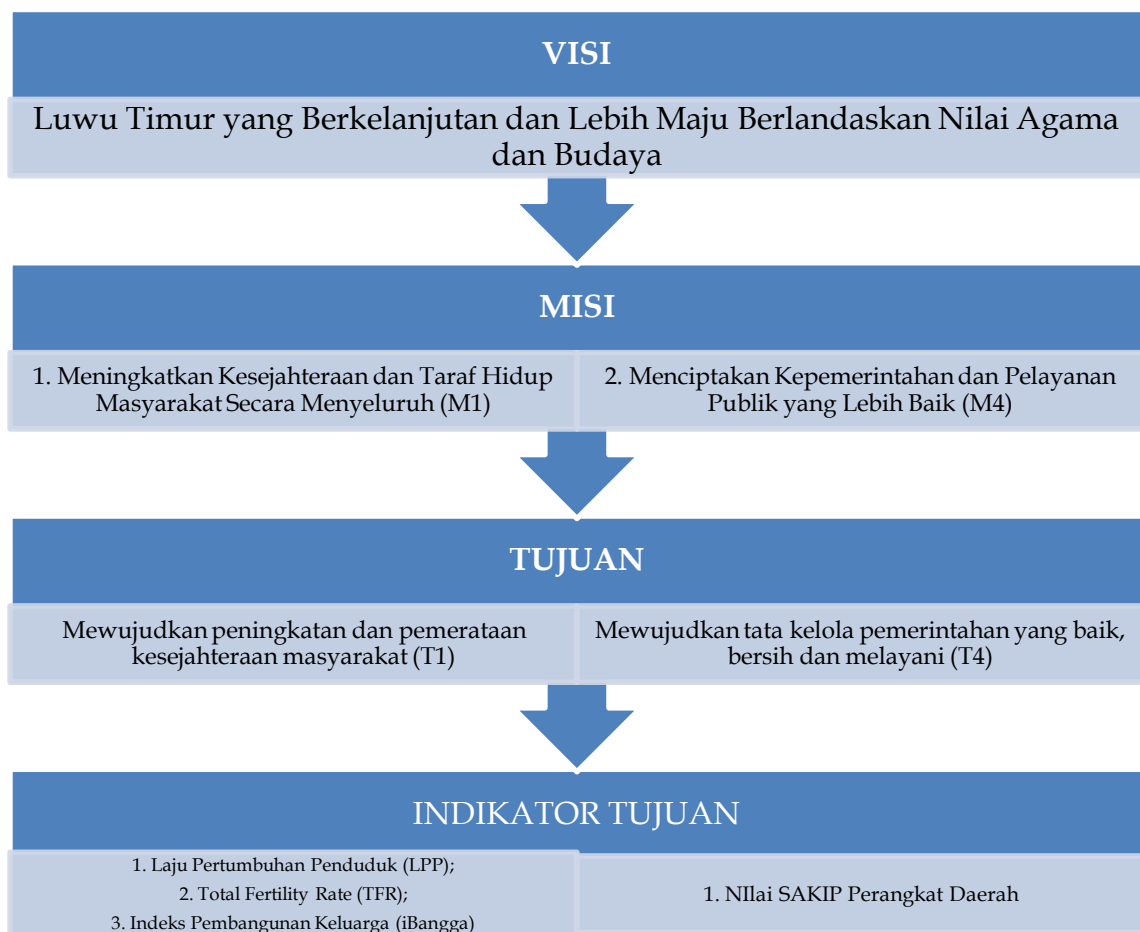 VISI
Luwu Timur yang Berkelanjutan dan Lebih Maju Berlandaskan Nilai Agama
dan Budaya
MISI
1. Meningkatkan Kesejahteraan dan Taraf Hidup
Masyarakat Secara Menyeluruh (M1)
2. Menciptakan Kepemerintahan dan Pelayanan
Publik yang Lebih Baik (M4)
TUJUAN
Mewujudkan peningkatan dan pemerataan
kesejahteraan masyarakat (T1)
Mewujudkan tata kelola pemerintahan yang baik,
bersih dan melayani (T4)
INDIKATOR TUJUAN
1. Laju Pertumbuhan Penduduk (LPP);
2. Total Fertility Rate (TFR);
3. Indeks Pembangunan Keluarga (iBangga)
1. NIlai SAKIP Perangkat Daerah